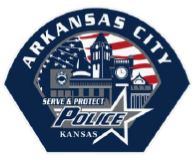 ARKANSAS CITY
SERVE & PROTECT
POLICE
KANSAS